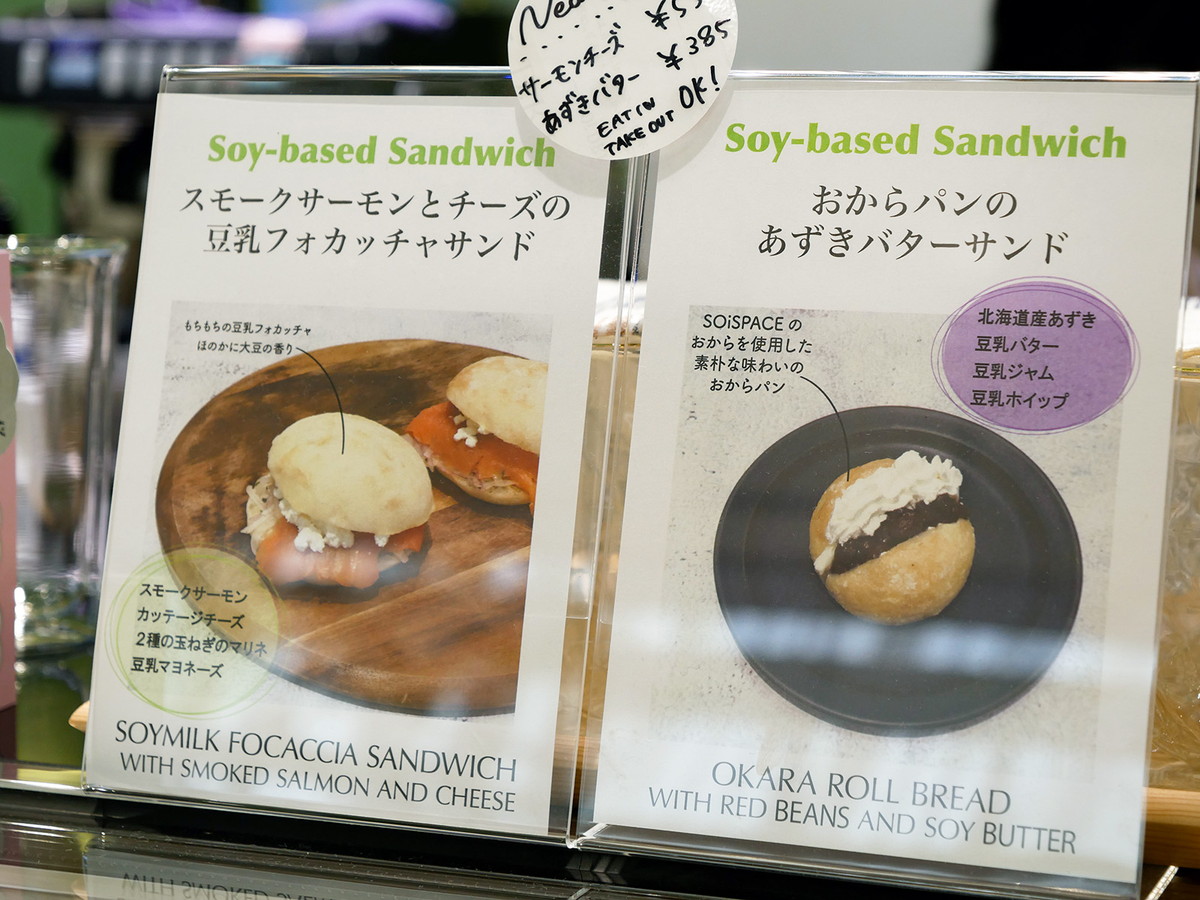 サーモンチーズ
あずきバター ¥385
EAT IN
TAKE OUT OK!
Soy-based Sandwich
スモークサーモンとチーズの
豆乳フォカッチャサンド
もちもちの豆乳フォカッチャ
ほのかに大豆の香り
スモークサーモン
カッテージチーズ
2種の玉ねぎのマリネ
豆乳マヨネーズ
SOYMILK FOCACCIA SANDWICH
WITH SMOKED SALMON AND CHEESE
Soy-based Sandwich
おからパンの
あずきバターサンド
SOiSPACE の
おからを使用した
素朴な味わいの
おからパン
北海道産あずき
豆乳バター
豆乳ジャム
豆乳ホイップ
OKARA ROLL BREAD
WITH RED BEANS AND SOY BUTTER